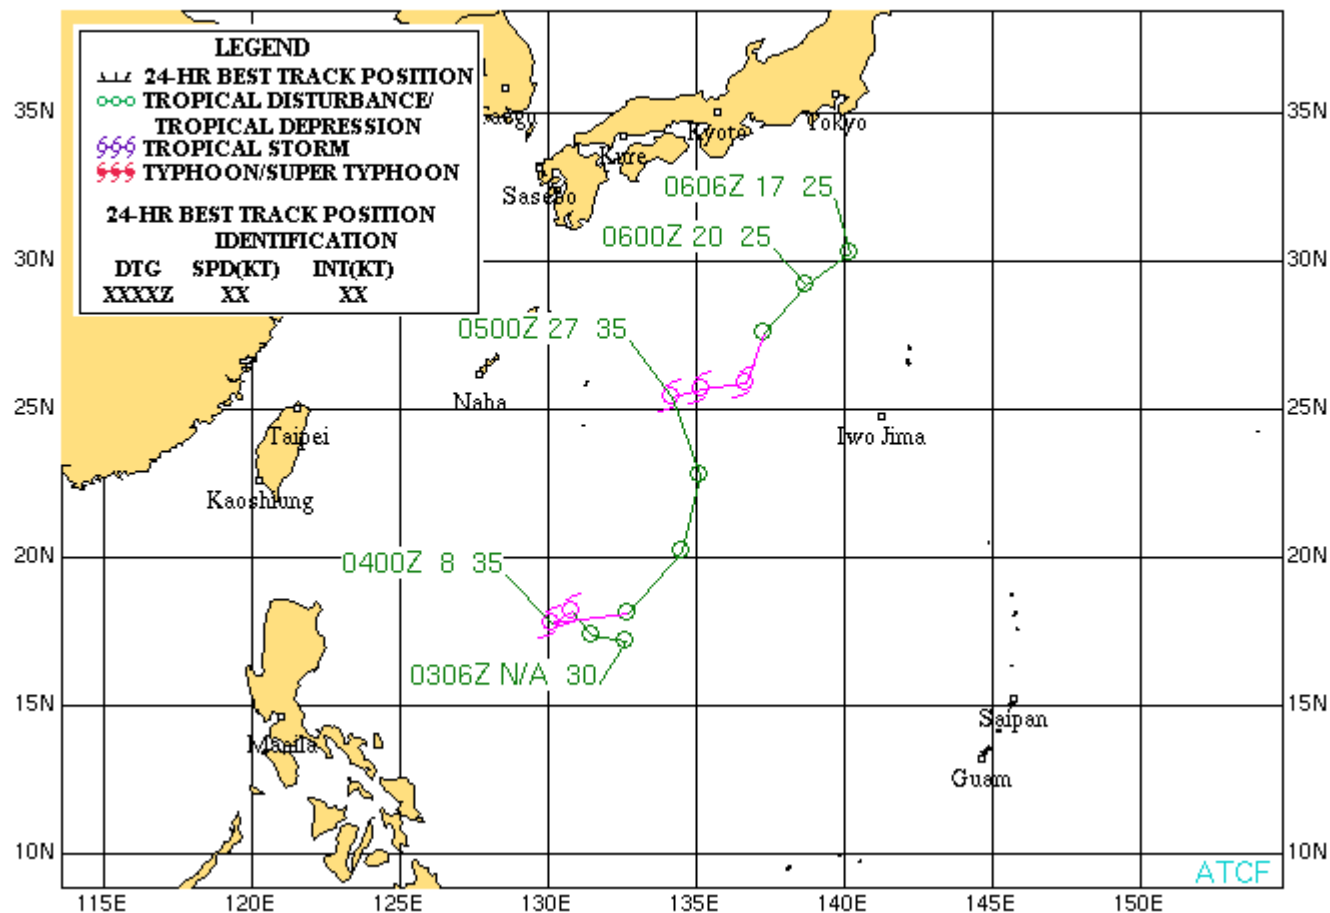 LEGEND
24-HR BEST TRACK POSITION
TROPICAL DISTURBANCE/
TROPICAL DEPRESSION
TROPICAL STORM
TYPHOON/SUPER TYPHOON
24-HR BEST TRACK POSITION
IDENTIFICATION
DTG SPD(KT) INT(KT)
XXXXZ XX XX
35N
35N
Kyoto
Tokyo
Kure
Sasebo
0606Z 17 25
0600Z 20 25
30N
30N
0500Z 27 35
Naha
25N
25N
Taipei
Iwo Jima
Kaoshiung
20N
20N
0400Z 8 35
0306Z N/A 30
15N
15N
Saipan
Manila
Guam
10N
10N
ATCF
115E 120E 125E 130E 135E 140E 145E 150E